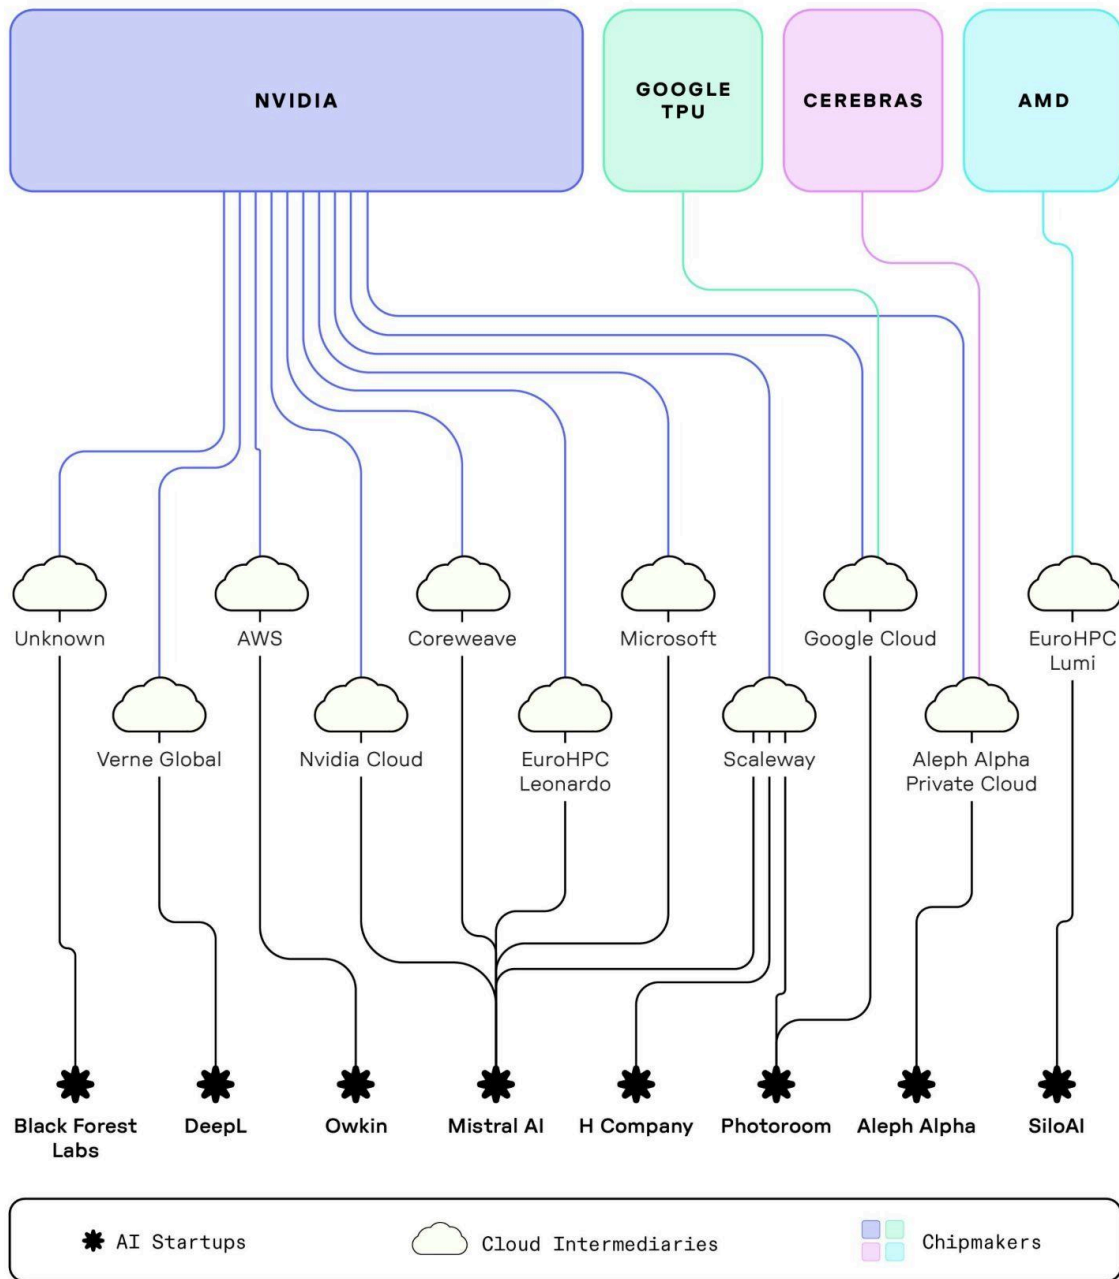 NVIDIA
GOOGLE
TPU
CEREBRAS
AMD
Unknown
AWS
Coreweave
Microsoft
Google Cloud
EuroHPC
Lumi
Verne Global
Nvidia Cloud
EuroHPC
Leonardo
Scaleway
Aleph Alpha
Private Cloud
Black Forest
Labs
DeepL
Owkin
Mistral AI
H Company
Photoroom
Aleph Alpha
SiloAI
AI Startups
Cloud Intermediaries
Chipmakers